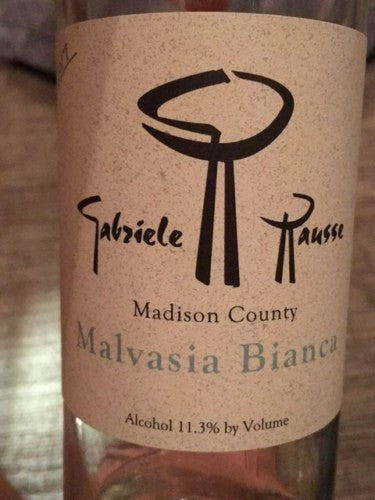 Gabriele Rausse
Madison County
Malvasia Bianca
Alcohol 11.3% by Volume